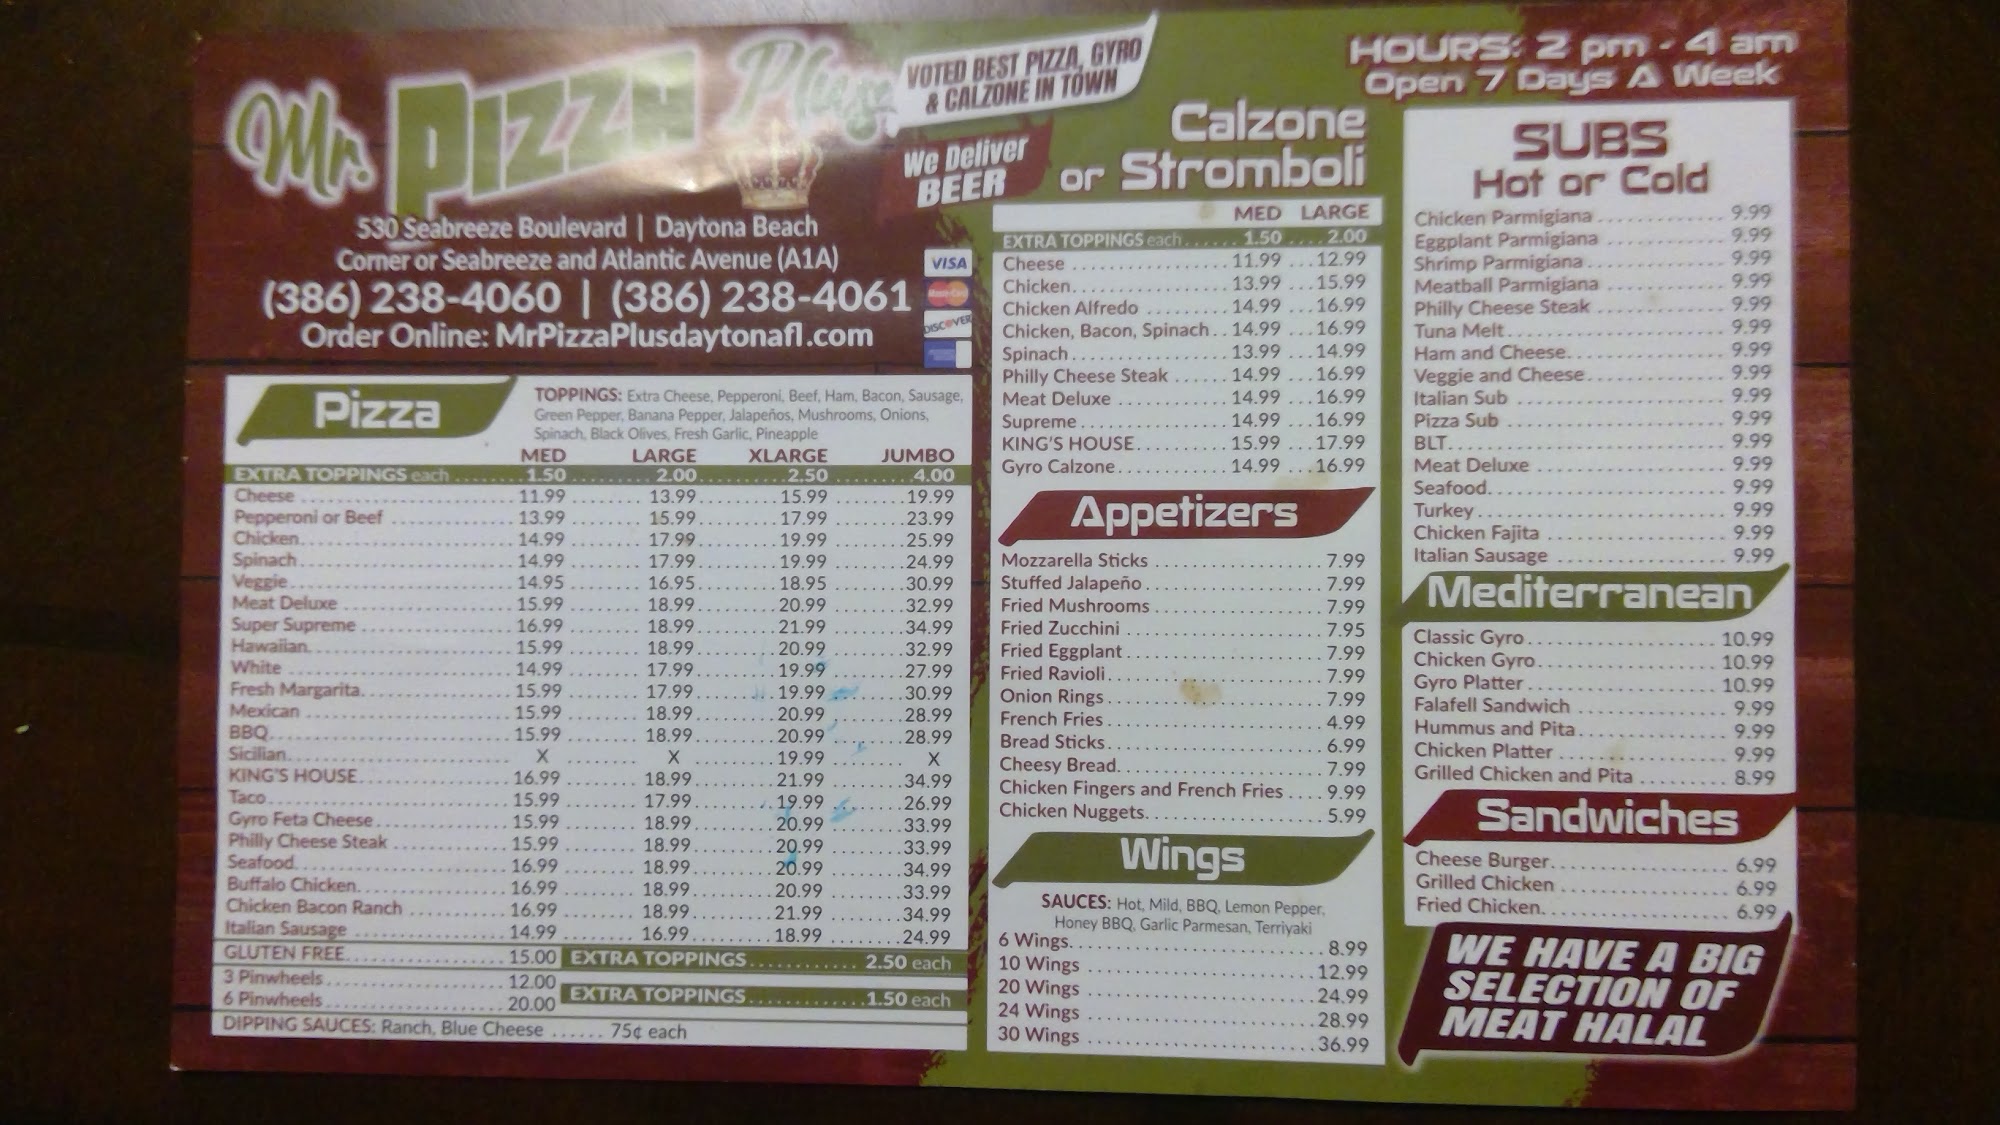 Mr. PIZZA Plus
VOTED BEST PIZZA, GYRO
& CALZONE IN TOWN
We Deliver
BEER
530 Seabreeze Boulevard | Daytona Beach
Corner or Seabreeze and Atlantic Avenue (A1A)
(386) 238-4060 | (386) 238-4061
Order Online: MrPizzaPlusdaytonafl.com
VISA
MasterCard
DISCOVER
HOURS: 2 pm - 4 am
Open 7 Days A Week
Pizza
TOPPINGS: Extra Cheese, Pepperoni, Beef, Ham, Bacon, Sausage,
Green Pepper, Banana Pepper, Jalapeños, Mushrooms, Onions,
Spinach, Black Olives, Fresh Garlic, Pineapple
MED LARGE XLARGE JUMBO
EXTRA TOPPINGS each 1.50 2.00 2.50 4.00
Cheese 11.99 13.99 15.99 19.99
Pepperoni or Beef 13.99 15.99 17.99 23.99
Chicken 14.99 17.99 19.99 25.99
Spinach 14.99 17.99 19.99 24.99
Veggie 14.95 16.95 18.95 30.99
Meat Deluxe 15.99 18.99 20.99 32.99
Super Supreme 16.99 18.99 21.99 34.99
Hawaiian 15.99 18.99 20.99 32.99
White 14.99 17.99 19.99 27.99
Fresh Margarita 15.99 17.99 19.99 30.99
Mexican 15.99 18.99 20.99 28.99
BBQ 15.99 18.99 20.99 28.99
Sicilian X X 19.99 X
KING'S HOUSE 16.99 18.99 21.99 34.99
Taco 15.99 17.99 19.99 26.99
Gyro Feta Cheese 15.99 18.99 20.99 33.99
Philly Cheese Steak 15.99 18.99 20.99 33.99
Seafood 16.99 18.99 20.99 34.99
Buffalo Chicken 16.99 18.99 20.99 33.99
Chicken Bacon Ranch 16.99 18.99 21.99 34.99
Italian Sausage 14.99 16.99 18.99 24.99
GLUTEN FREE 15.00 EXTRA TOPPINGS 2.50 each
3 Pinwheels 12.00
6 Pinwheels 20.00 EXTRA TOPPINGS 1.50 each
DIPPING SAUCES: Ranch, Blue Cheese 75¢ each
Calzone
or Stromboli
MED LARGE
EXTRA TOPPINGS each 1.50 2.00
Cheese 11.99 12.99
Chicken 13.99 15.99
Chicken Alfredo 14.99 16.99
Chicken, Bacon, Spinach 14.99 16.99
Spinach 13.99 14.99
Philly Cheese Steak 14.99 16.99
Meat Deluxe 14.99 16.99
Supreme 14.99 16.99
KING'S HOUSE 15.99 17.99
Gyro Calzone 14.99 16.99
Appetizers
Mozzarella Sticks 7.99
Stuffed Jalapeño 7.99
Fried Mushrooms 7.99
Fried Zucchini 7.95
Fried Eggplant 7.99
Fried Ravioli 7.99
Onion Rings 7.99
French Fries 4.99
Bread Sticks 6.99
Cheesy Bread 7.99
Chicken Fingers and French Fries 9.99
Chicken Nuggets 5.99
Wings
SAUCES: Hot, Mild, BBQ, Lemon Pepper,
Honey BBQ, Garlic Parmesan, Terriyaki
6 Wings 8.99
10 Wings 12.99
20 Wings 24.99
24 Wings 28.99
30 Wings 36.99
SUBS
Hot or Cold
Chicken Parmigiana 9.99
Eggplant Parmigiana 9.99
Shrimp Parmigiana 9.99
Meatball Parmigiana 9.99
Philly Cheese Steak 9.99
Tuna Melt 9.99
Ham and Cheese 9.99
Veggie and Cheese 9.99
Italian Sub 9.99
Pizza Sub 9.99
BLT 9.99
Meat Deluxe 9.99
Seafood 9.99
Turkey 9.99
Chicken Fajita 9.99
Italian Sausage 9.99
Mediterranean
Classic Gyro 10.99
Chicken Gyro 10.99
Gyro Platter 10.99
Falafell Sandwich 9.99
Hummus and Pita 9.99
Chicken Platter 9.99
Grilled Chicken and Pita 8.99
Sandwiches
Cheese Burger 6.99
Grilled Chicken 6.99
Fried Chicken 6.99
WE HAVE A BIG
SELECTION OF
MEAT HALAL